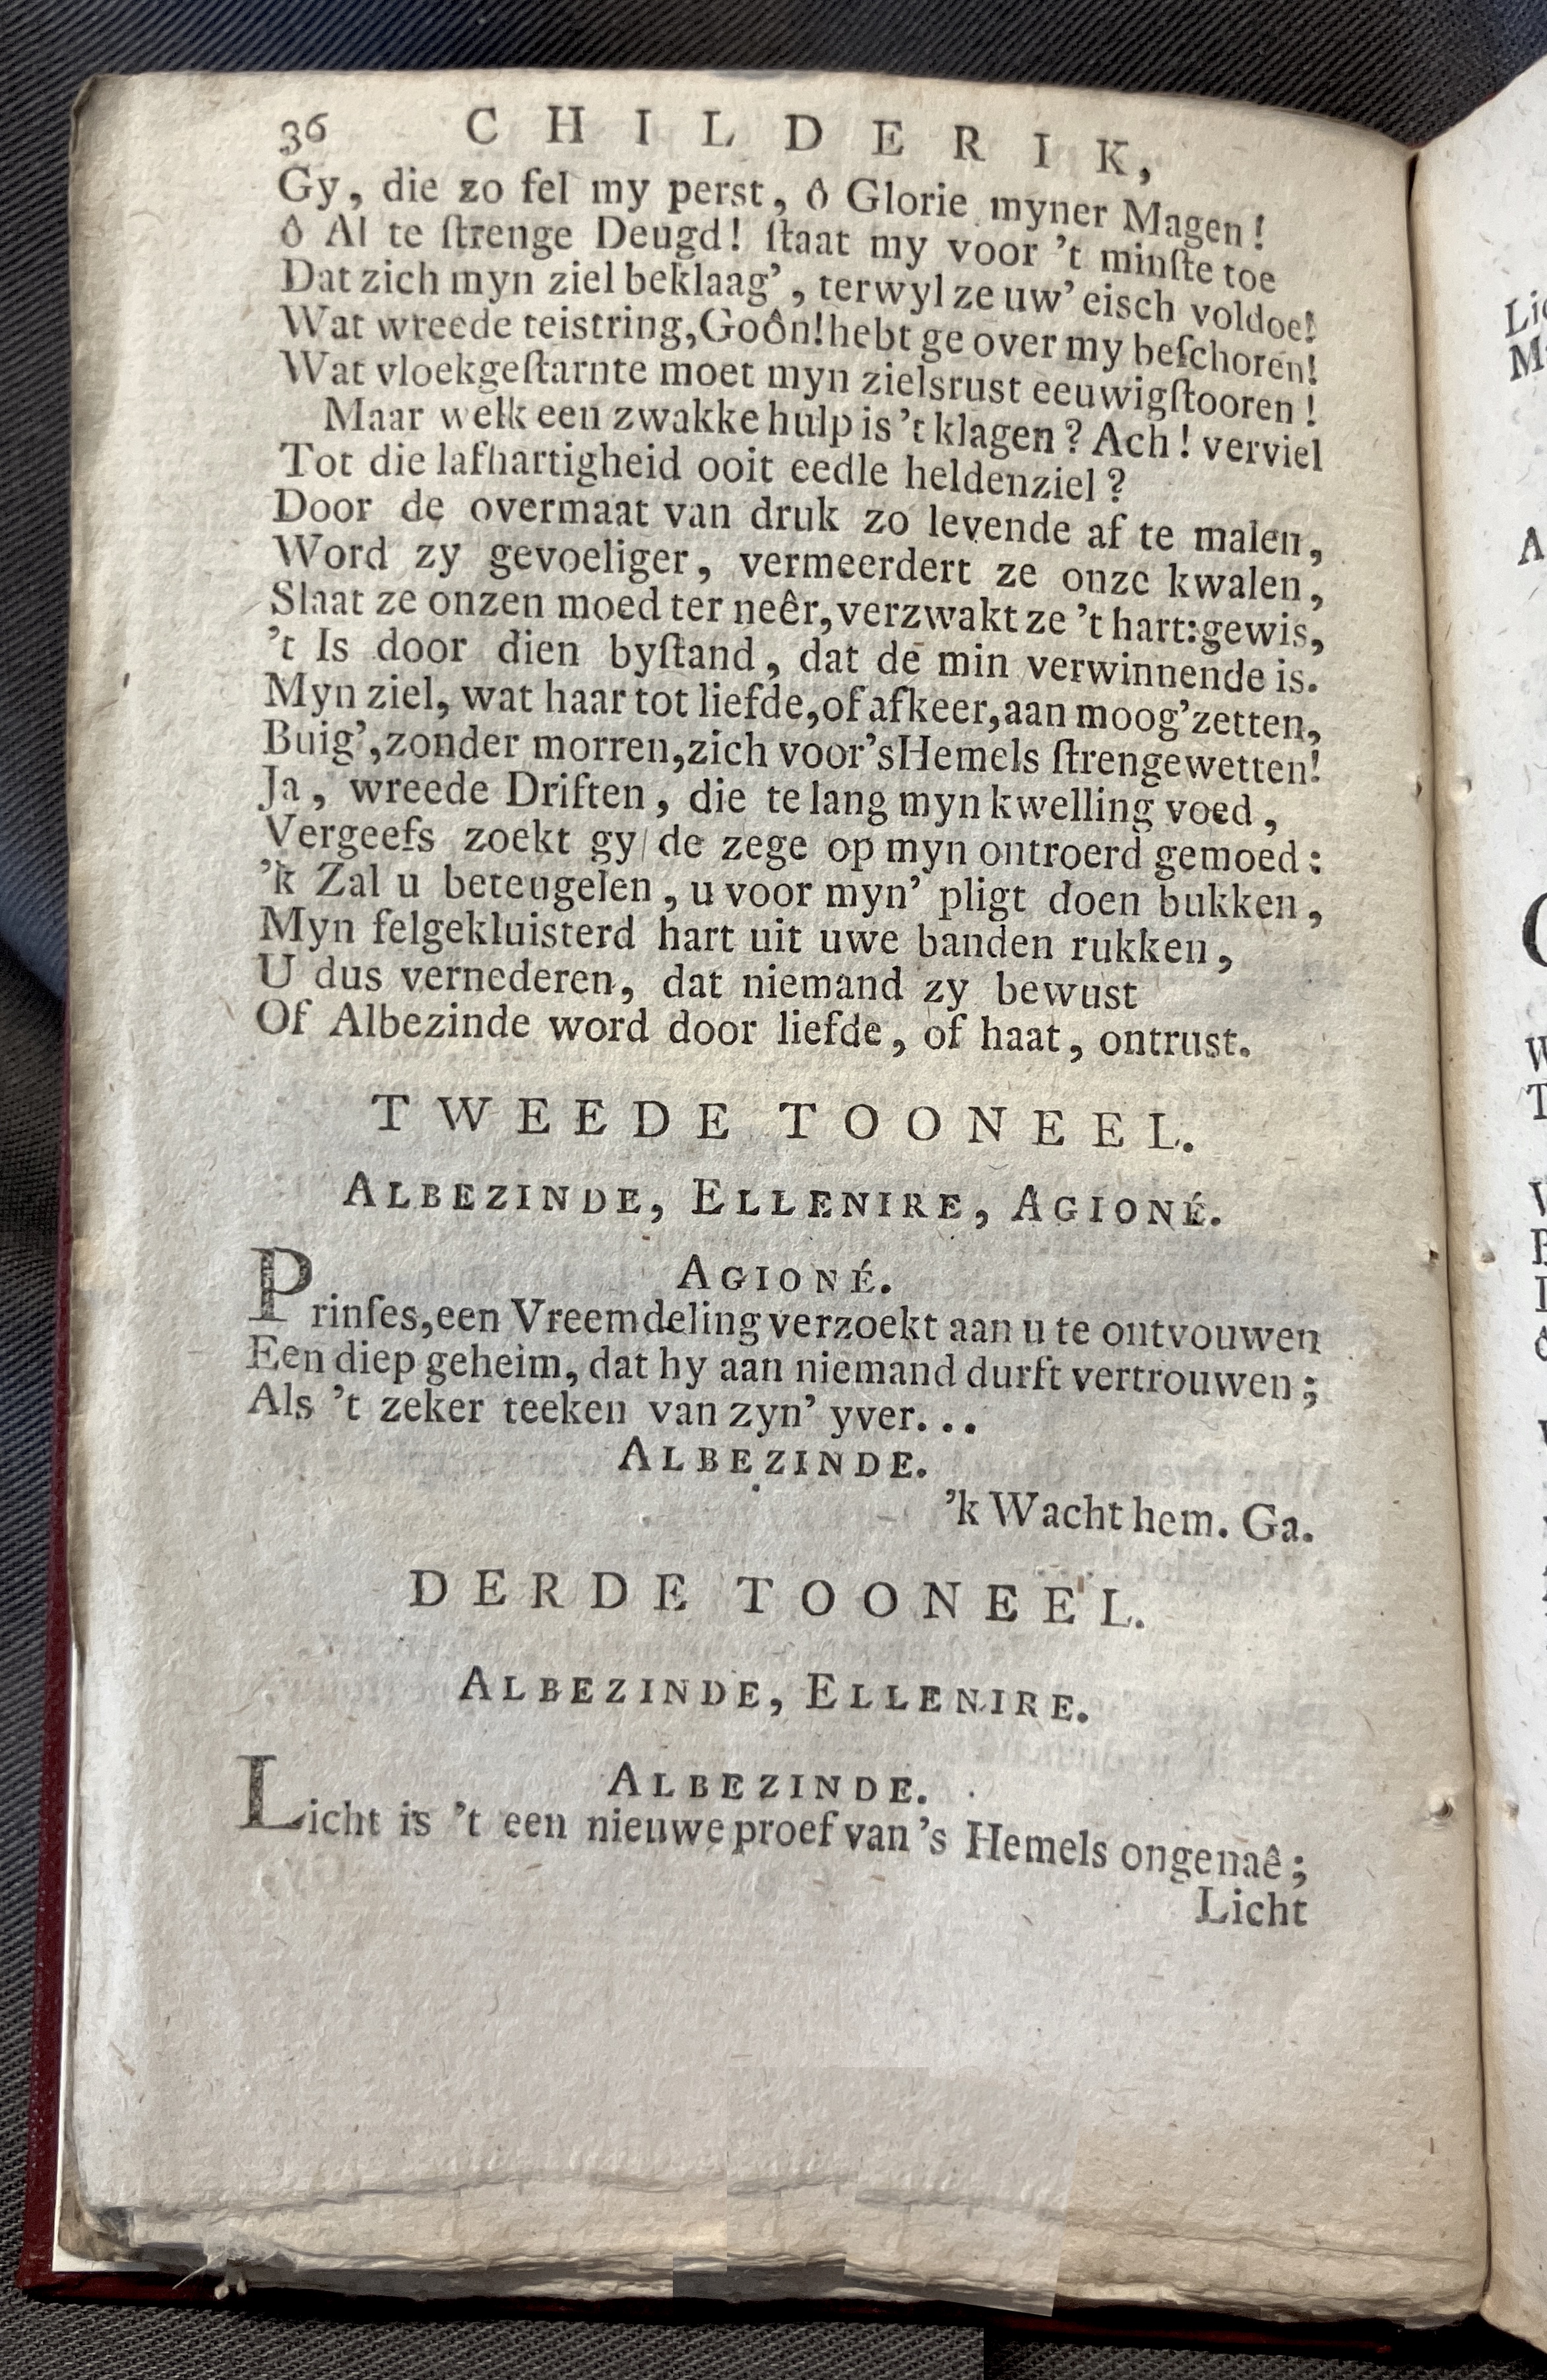 36 CHILDERIK,
Gy, die zo fel my perst, ô Glorie myner Magen!
ô Al te ſtrenge Deugd! ſtaat my voor 't minſte toe
Dat zich myn ziel beklaag', terwyl ze uw' eisch voldoe!
Wat wreede teistring, Goôn! hebt ge over my beſchoren!
Wat vloekgeſtarnte moet myn zielsrust eeuwig ſtooren!
Maar welk een zwakke hulp is 't klagen? Ach! verviel
Tot die lafhartigheid ooit eedle heldenziel?
Door de overmaat van druk zo levende af te malen,
Word zy gevoeliger, vermeerdert ze onze kwalen,
Slaat ze onzen moed ter neêr, verzwakt ze 't hart: gewis,
't Is door dien byſtand, dat de min verwinnende is.
Myn ziel, wat haar tot liefde, of afkeer, aan moog' zetten,
Buig', zonder morren, zich voor 's Hemels ſtrenge wetten!
Ja, wreede Driften, die te lang myn kwelling voed,
Vergeefs zoekt gy de zege op myn ontroerd gemoed:
'k Zal u beteugelen, u voor myn' pligt doen bukken,
Myn felgekluisterd hart uit uwe banden rukken,
U dus vernederen, dat niemand zy bewust
Of Albezinde word door liefde, of haat, ontrust.
TWEEDE TOONEEL.
ALBEZINDE, ELLENIRE, AGIONÉ.
AGIONÉ.
Prinſes, een Vreemdeling verzoekt aan u te ontvouwen
Een diep geheim, dat hy aan niemand durft vertrouwen;
Als 't zeker teeken van zyn' yver...
ALBEZINDE.
'k Wacht hem. Ga.
DERDE TOONEEL.
ALBEZINDE, ELLENIRE.
ALBEZINDE.
Licht is 't een nieuwe proef van 's Hemels ongenaê;
Licht